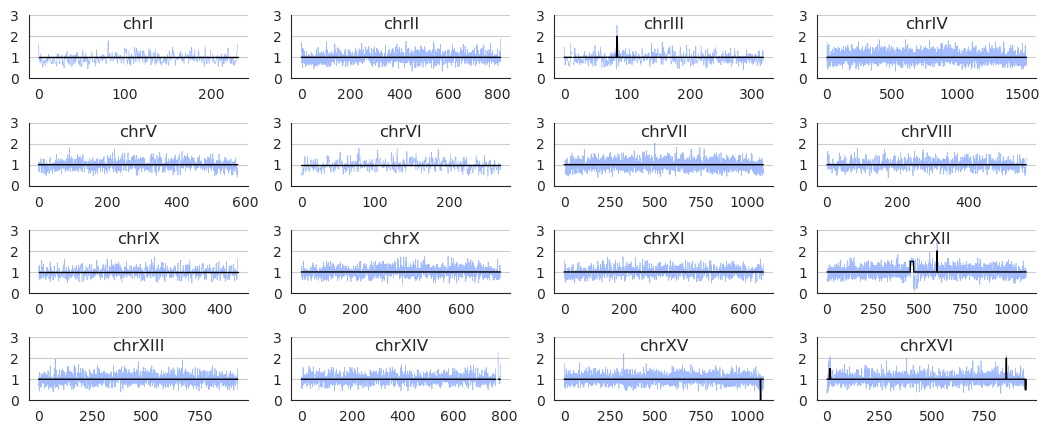 3 chrI 3 chrII 3 chrIII 3 chrIV
2 2 2 2
1 1 1 1
0 0 0 0
0 100 200 0 200 400 600 800 0 100 200 300 0 500 1000 1500
3 chrV 3 chrVI 3 chrVII 3 chrVIII
2 2 2 2
1 1 1 1
0 0 0 0
0 200 400 600 0 100 200 0 250 500 750 1000 0 200 400
3 chrIX 3 chrX 3 chrXI 3 chrXII
2 2 2 2
1 1 1 1
0 0 0 0
0 100 200 300 400 0 200 400 600 0 200 400 600 0 250 500 750 1000
3 chrXIII 3 chrXIV 3 chrXV 3 chrXVI
2 2 2 2
1 1 1 1
0 0 0 0
0 250 500 750 0 200 400 600 800 0 250 500 750 1000 0 250 500 750